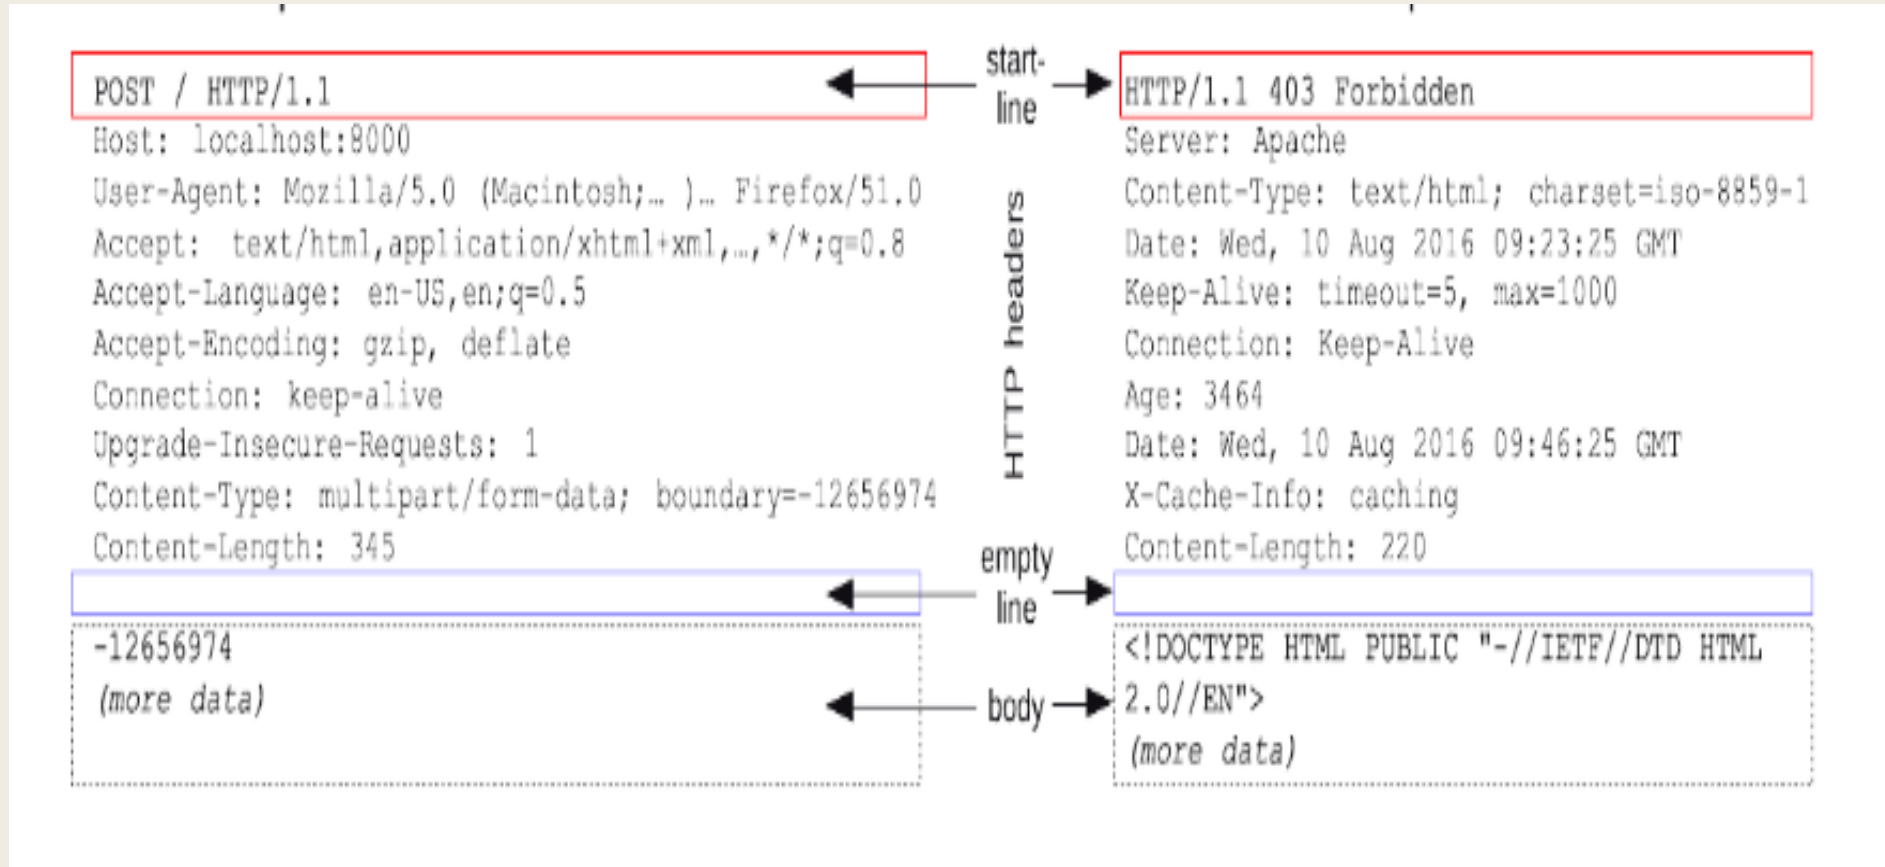 POST / HTTP/1.1
Host: localhost:8000
User-Agent: Mozilla/5.0 (Macintosh;… )… Firefox/51.0
Accept: text/html,application/xhtml+xml,…,*/*;q=0.8
Accept-Language: en-US,en;q=0.5
Accept-Encoding: gzip, deflate
Connection: keep-alive
Upgrade-Insecure-Requests: 1
Content-Type: multipart/form-data; boundary=-12656974
Content-Length: 345
-12656974
(more data)
start-
line
HTTP headers
empty
line
body
HTTP/1.1 403 Forbidden
Server: Apache
Content-Type: text/html; charset=iso-8859-1
Date: Wed, 10 Aug 2016 09:23:25 GMT
Keep-Alive: timeout=5, max=1000
Connection: Keep-Alive
Age: 3464
Date: Wed, 10 Aug 2016 09:46:25 GMT
X-Cache-Info: caching
Content-Length: 220
<!DOCTYPE HTML PUBLIC "-//IETF//DTD HTML
2.0//EN">
(more data)